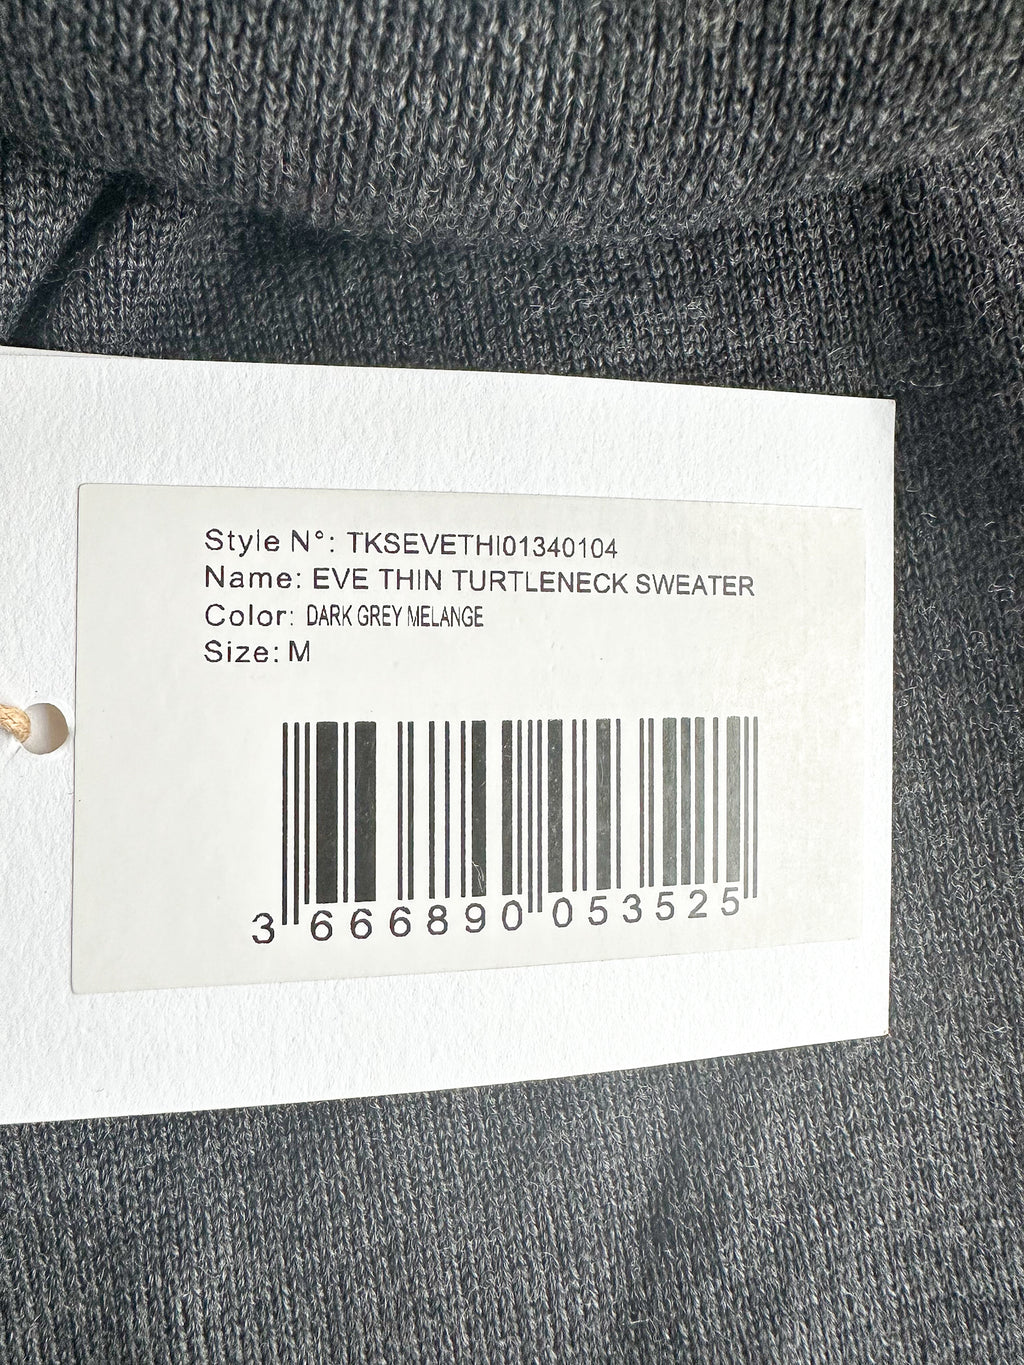 Style N°: TKSEVETHI01340104
Name: EVE THIN TURTLENECK SWEATER
Color: DARK GREY MELANGE
Size: M
3 666890 053525